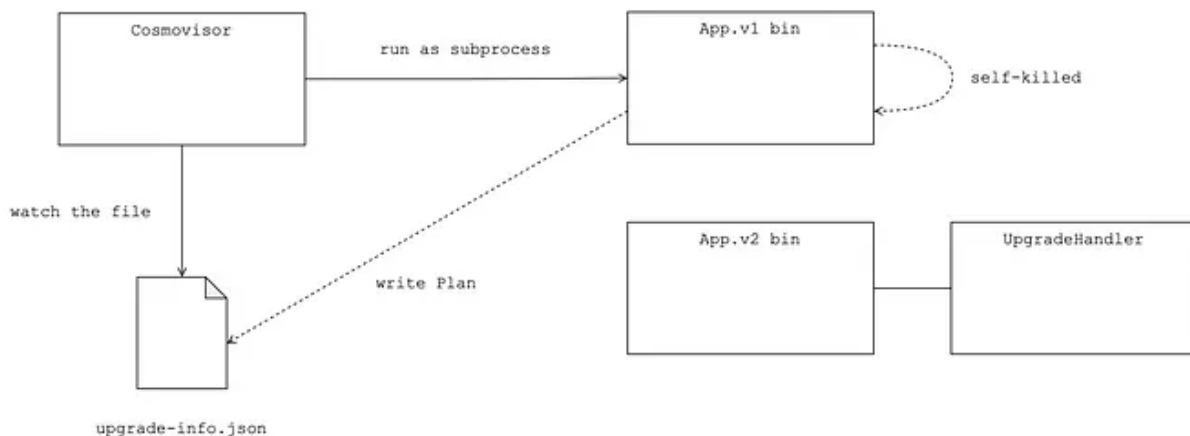 Cosmovisor
App.v1 bin
run as subprocess
self-killed
watch the file
App.v2 bin
UpgradeHandler
write Plan
upgrade-info.json